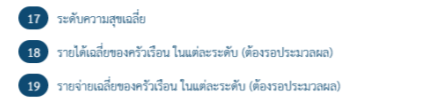 17 ระดับความสุขเฉลี่ย
18 รายได้เฉลี่ยของครัวเรือน ในแต่ละระดับ (ต้องรอประมวลผล)
19 รายจ่ายเฉลี่ยของครัวเรือน ในแต่ละระดับ (ต้องรอประมวลผล)